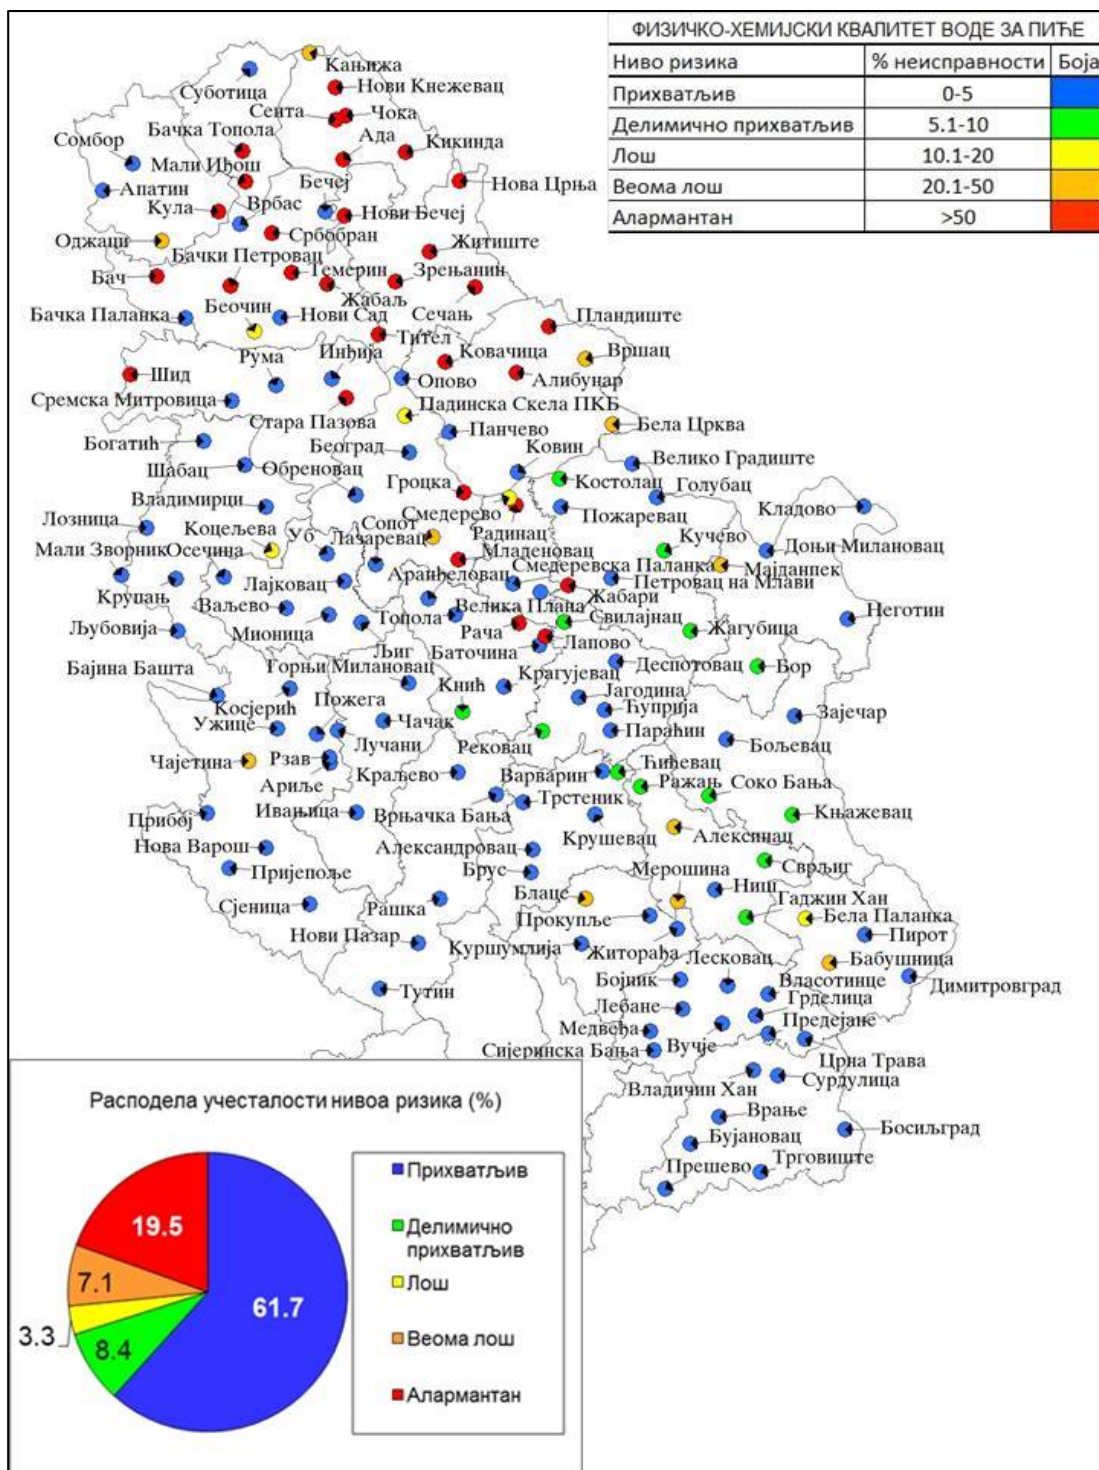 ФИЗИЧКО-ХЕМИЈСКИ КВАЛИТЕТ ВОДЕ ЗА ПИЋЕ
Ниво ризика % неисправности Боја
Прихватљив 0-5
Делимично прихватљив 5.1-10
Лош 10.1-20
Веома лош 20.1-50
Алармантан >50
Кањижа
Суботица
Нови Кнежевац
Сента
Чока
Бачка Топола
Ада
Кикинда
Сомбор
Мали Иђош
Бечеј
Нова Црња
Апатин
Врбас
Кула
Нови Бечеј
Србобран
Оџаци
Житиште
Бачки Петровац
Темерин
Зрењанин
Бач
Жабаљ
Сечањ
Беочин
Бачка Паланка
Нови Сад
Пландиште
Тител
Ковачица
Вршац
Рума
Инђија
Шид
Опово
Алибунар
Сремска Митровица
Падинска Скела ПКБ
Стара Пазова
Бела Црква
Панчево
Богатић
Београд
Ковин
Велико Градиште
Шабац
Обреновац
Костолац
Гроцка
Голубац
Владимирци
Смедерево
Пожаревац
Кладово
Лозница
Коцељева
Сопот
Радинац
Кучево
Уб
Лазаревац
Младеновац
Доњи Милановац
Мали Зворник
Осечина
Смедеревска Паланка
Мајданпек
Аранђеловац
Петровац на Млави
Крупањ
Лајковац
Жабари
Ваљево
Топола
Велика Плана
Свилајнац
Неготин
Љубовија
Мионица
Рача
Лапово
Жагубица
Љиг
Баточина
Бајина Башта
Горњи Милановац
Деспотовац
Бор
Косјерић
Пожега
Кнић
Крагујевац
Јагодина
Ћуприја
Зајечар
Ужице
Чачак
Лучани
Рековац
Параћин
Бољевац
Чајетина
Рзав
Ариље
Краљево
Варварин
Ћићевац
Ражањ
Соко Бања
Прибој
Ивањица
Врњачка Бања
Трстеник
Књажевац
Крушевац
Алексинац
Нова Варош
Александровац
Пријепоље
Брус
Мерошина
Сврљиг
Блаце
Ниш
Гаджин Хан
Сјеница
Рашка
Прокупље
Бела Паланка
Нови Пазар
Куршумлија
Житорађа
Пирот
Лесковац
Бабушница
Бојник
Власотинце
Димитровград
Тутин
Лебане
Грделица
Медвеђа
Предејане
Сијеринска Бања
Вучје
Црна Трава
Владичин Хан
Сурдулица
Врање
Босиљград
Бујановац
Прешево
Трговиште
Расподела учесталости нивоа ризика (%)
19.5
7.1
3.3
8.4
61.7
Прихватљив
Делимично
прихватљив
Лош
Веома лош
Алармантан